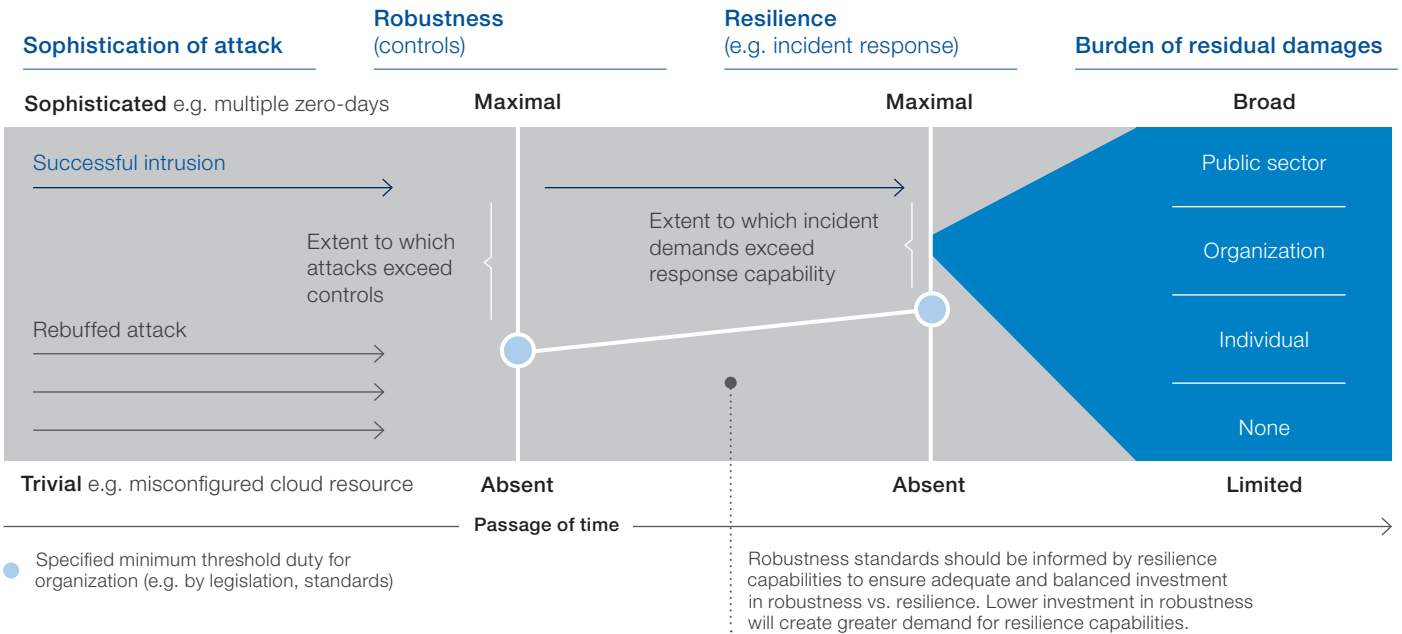 Sophistication of attack
Robustness
(controls)
Resilience
(e.g. incident response)
Burden of residual damages
Sophisticated e.g. multiple zero-days
Maximal
Maximal
Broad
Successful intrusion
Extent to which
attacks exceed
controls
Extent to which incident
demands exceed
response capability
Rebuffed attack
Public sector
Organization
Individual
None
Trivial e.g. misconfigured cloud resource
Absent
Absent
Limited
Passage of time
Specified minimum threshold duty for
organization (e.g. by legislation, standards)
Robustness standards should be informed by resilience
capabilities to ensure adequate and balanced investment
in robustness vs. resilience. Lower investment in robustness
will create greater demand for resilience capabilities.